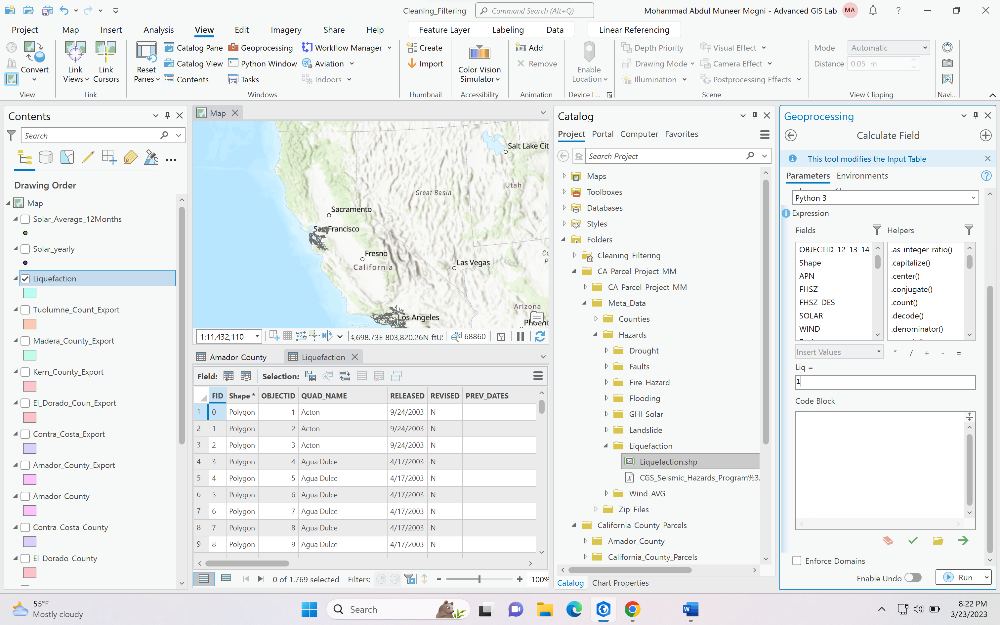 Cleaning_Filtering
Command Search (Alt+Q)
Mohammad Abdul Muneer Mogni - Advanced GIS Lab
MA
?
Project
Map
Insert
Analysis
View
Edit
Imagery
Share
Help
Feature Layer
Labeling
Data
Linear Referencing
Convert
View
Link Views
Link Cursors
Link
Reset Panes
Catalog Pane
Catalog View
Contents
Geoprocessing
Python Window
Tasks
Workflow Manager
Aviation
Indoors
Windows
Create
Import
Thumbnail
Color Vision Simulator
Accessibility
Add
Remove
Animation
Enable Location
Device L...
Depth Priority
Drawing Mode
Illumination
Visual Effect
Camera Effect
Postprocessing Effects
Scene
Mode
Automatic
Distance
0.05 m
View Clipping
Navi...
Contents
Search
Drawing Order
Map
Solar_Average_12Months
Solar_yearly
Liquefaction
Tuolumne_Count_Export
Madera_County_Export
Kern_County_Export
El_Dorado_Coun_Export
Contra_Costa_Export
Amador_County_Export
Amador_County
Contra_Costa_County
El_Dorado_County
Map
Salt Lake Cit
Utah
Great Basin
Sacramento
San Francisco
Fresno
California
Las Vegas
Arizona
Los Angeles
Phoeni
1:11,432,110
4,698.73E 803,820.26N ftUS
68860
Amador_County
Liquefaction
Field:
Selection:
FID Shape * OBJECTID QUAD_NAME RELEASED REVISED PREV_DATES
1 0 Polygon 1 Acton 9/24/2003 N
2 1 Polygon 2 Acton 9/24/2003 N
3 2 Polygon 3 Acton 9/24/2003 N
4 3 Polygon 4 Agua Dulce 4/17/2003 N
5 4 Polygon 5 Agua Dulce 4/17/2003 N
6 5 Polygon 6 Agua Dulce 4/17/2003 N
7 6 Polygon 7 Agua Dulce 4/17/2003 N
8 7 Polygon 8 Agua Dulce 4/17/2003 N
9 8 Polygon 9 Agua Dulce 4/17/2003 N
0 of 1,769 selected
Filters:
100%
Catalog
Project
Portal
Computer
Favorites
Search Project
Maps
Toolboxes
Databases
Styles
Folders
Cleaning_Filtering
CA_Parcel_Project_MM
CA_Parcel_Project_MM
Meta_Data
Counties
Hazards
Drought
Faults
Fire_Hazard
Flooding
GHI_Solar
Landslide
Liquefaction
Liquefaction.shp
CGS_Seismic_Hazards_Program%3
Wind_AVG
Zip_Files
California_County_Parcels
Amador_County
California_County_Parcels
Catalog
Chart Properties
Geoprocessing
Calculate Field
This tool modifies the Input Table
Parameters
Environments
Python 3
Expression
Fields
Helpers
OBJECTID_12_13_14_
Shape
APN
FHSZ
FHSZ_DES
SOLAR
WIND
.as_integer_ratio()
.capitalize()
.center()
.conjugate()
.count()
.decode()
.denominator()
Insert Values
* / + - =
Liq =
1
Code Block
Enforce Domains
Enable Undo
Run
55°F
Mostly cloudy
Search
8:22 PM
3/23/2023